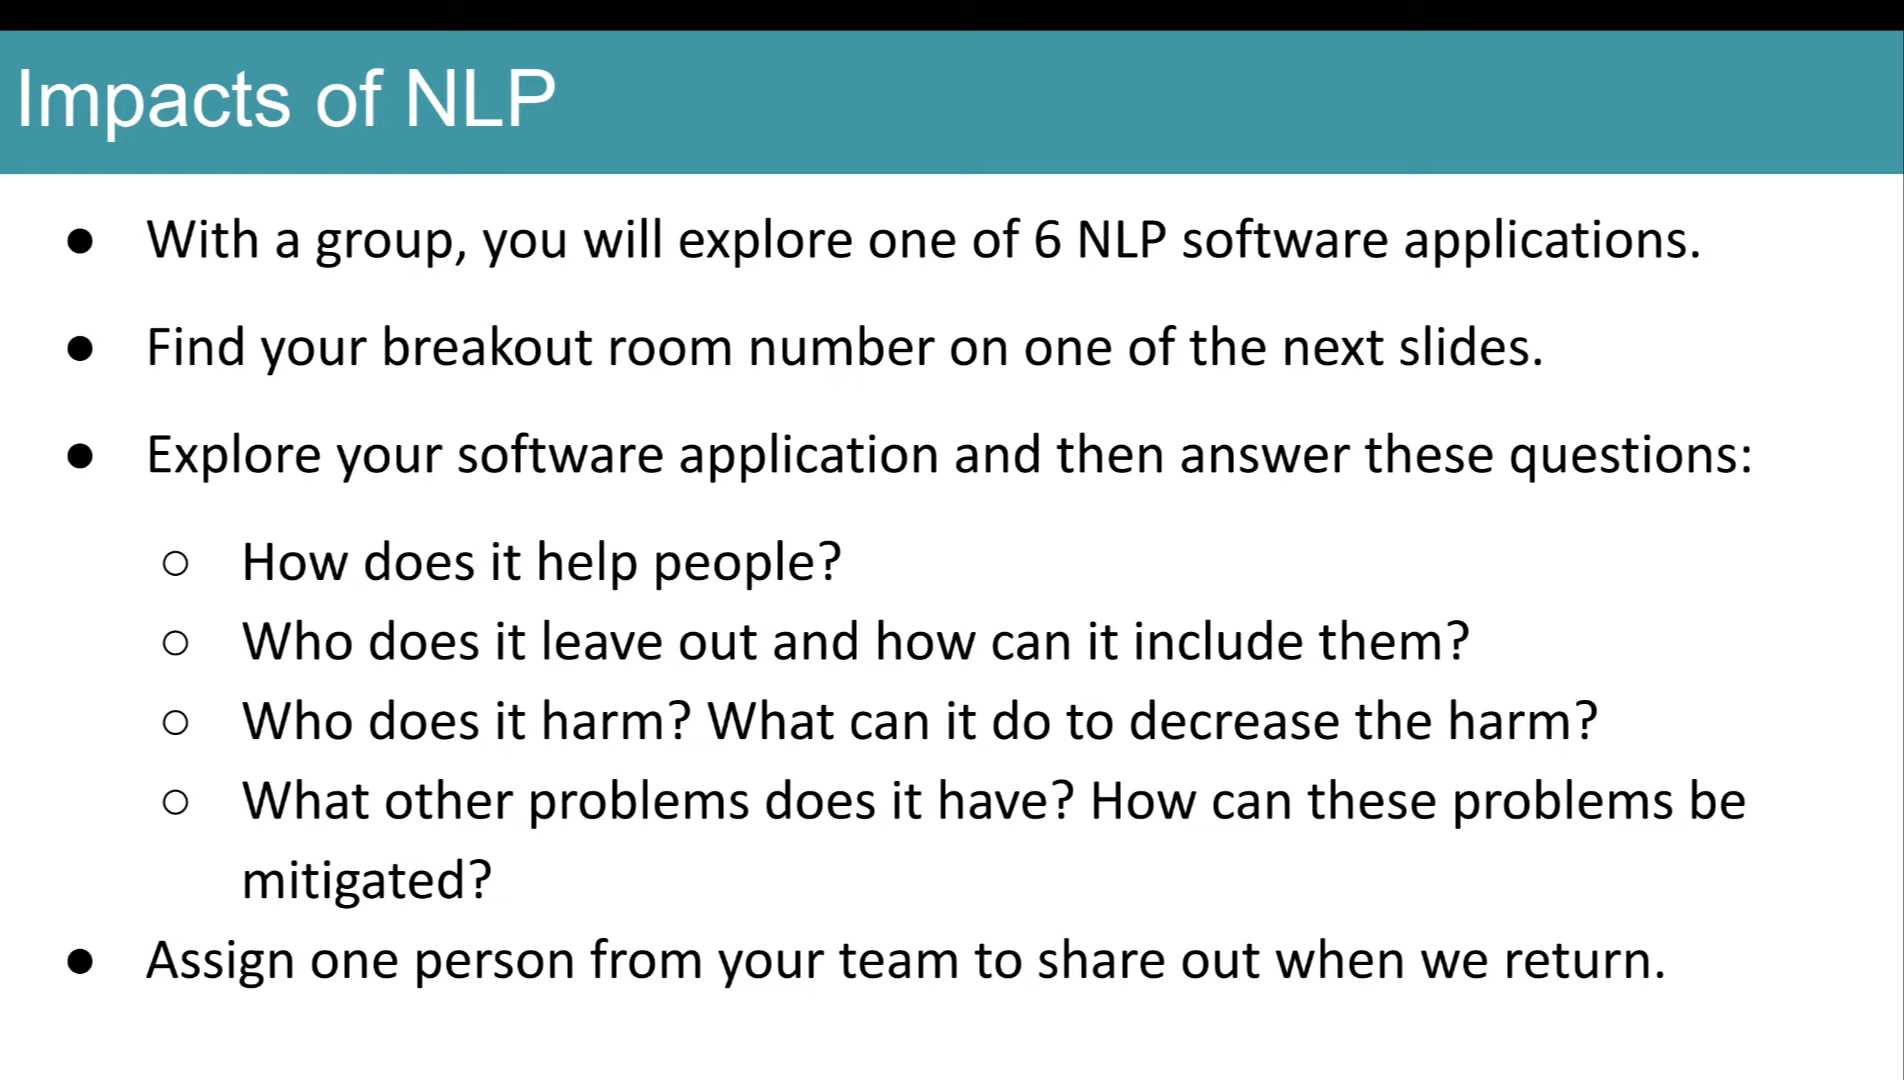 Impacts of NLP
● With a group, you will explore one of 6 NLP software applications.
● Find your breakout room number on one of the next slides.
● Explore your software application and then answer these questions:
○ How does it help people?
○ Who does it leave out and how can it include them?
○ Who does it harm? What can it do to decrease the harm?
○ What other problems does it have? How can these problems be
mitigated?
● Assign one person from your team to share out when we return.